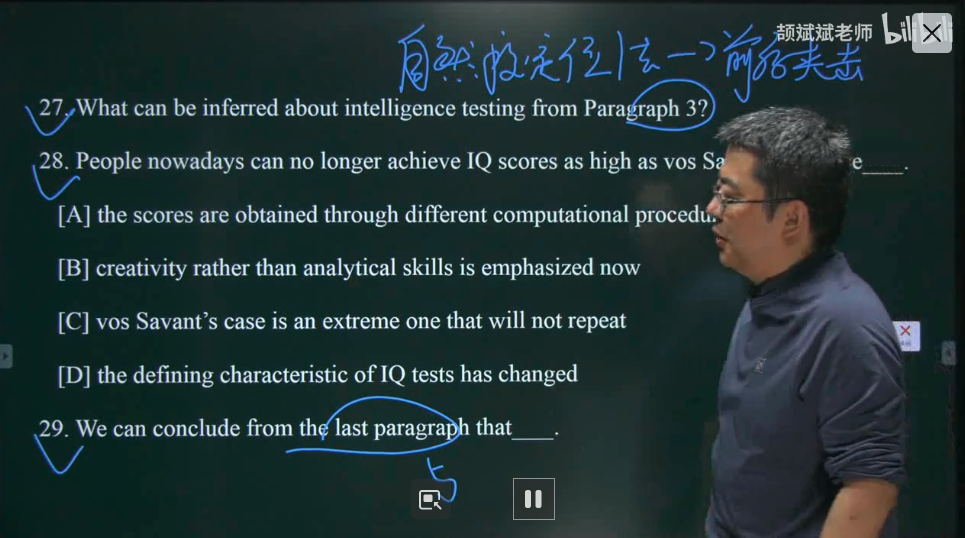 颉斌斌老师 bilibili
自然段定位法→前后夹击
27. What can be inferred about intelligence testing from Paragraph 3?
28. People nowadays can no longer achieve IQ scores as high as vos Sa e____.
[A] the scores are obtained through different computational procedu
[B] creativity rather than analytical skills is emphasized now
[C] vos Savant’s case is an extreme one that will not repeat
[D] the defining characteristic of IQ tests has changed
29. We can conclude from the last paragraph that____.
5